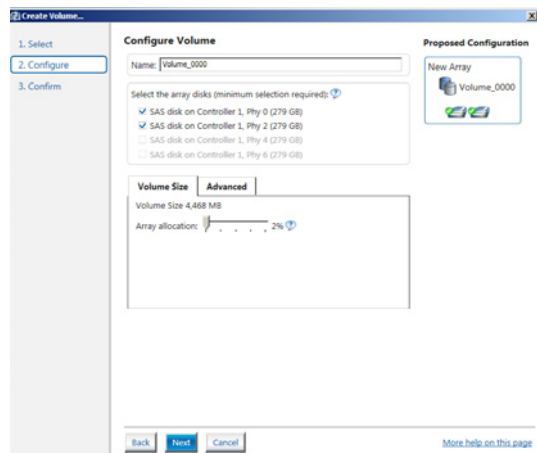 Create Volume...
1. Select
2. Configure
3. Confirm
Configure Volume
Name: Volume_0000
Select the array disks (minimum selection required):
SAS disk on Controller 1, Phy 0 (279 GB)
SAS disk on Controller 1, Phy 2 (279 GB)
SAS disk on Controller 1, Phy 4 (279 GB)
SAS disk on Controller 1, Phy 6 (279 GB)
Volume Size Advanced
Volume Size 4,468 MB
Array allocation: 2%
Proposed Configuration
New Array
Volume_0000
Back Next Cancel
More help on this page